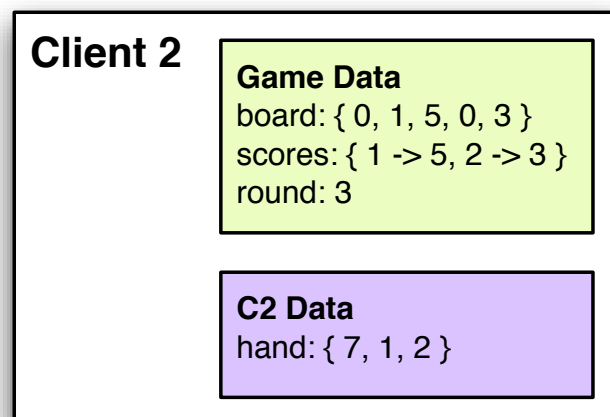 Client 2
Game Data
board: { 0, 1, 5, 0, 3 }
scores: { 1 -> 5, 2 -> 3 }
round: 3
C2 Data
hand: { 7, 1, 2 }